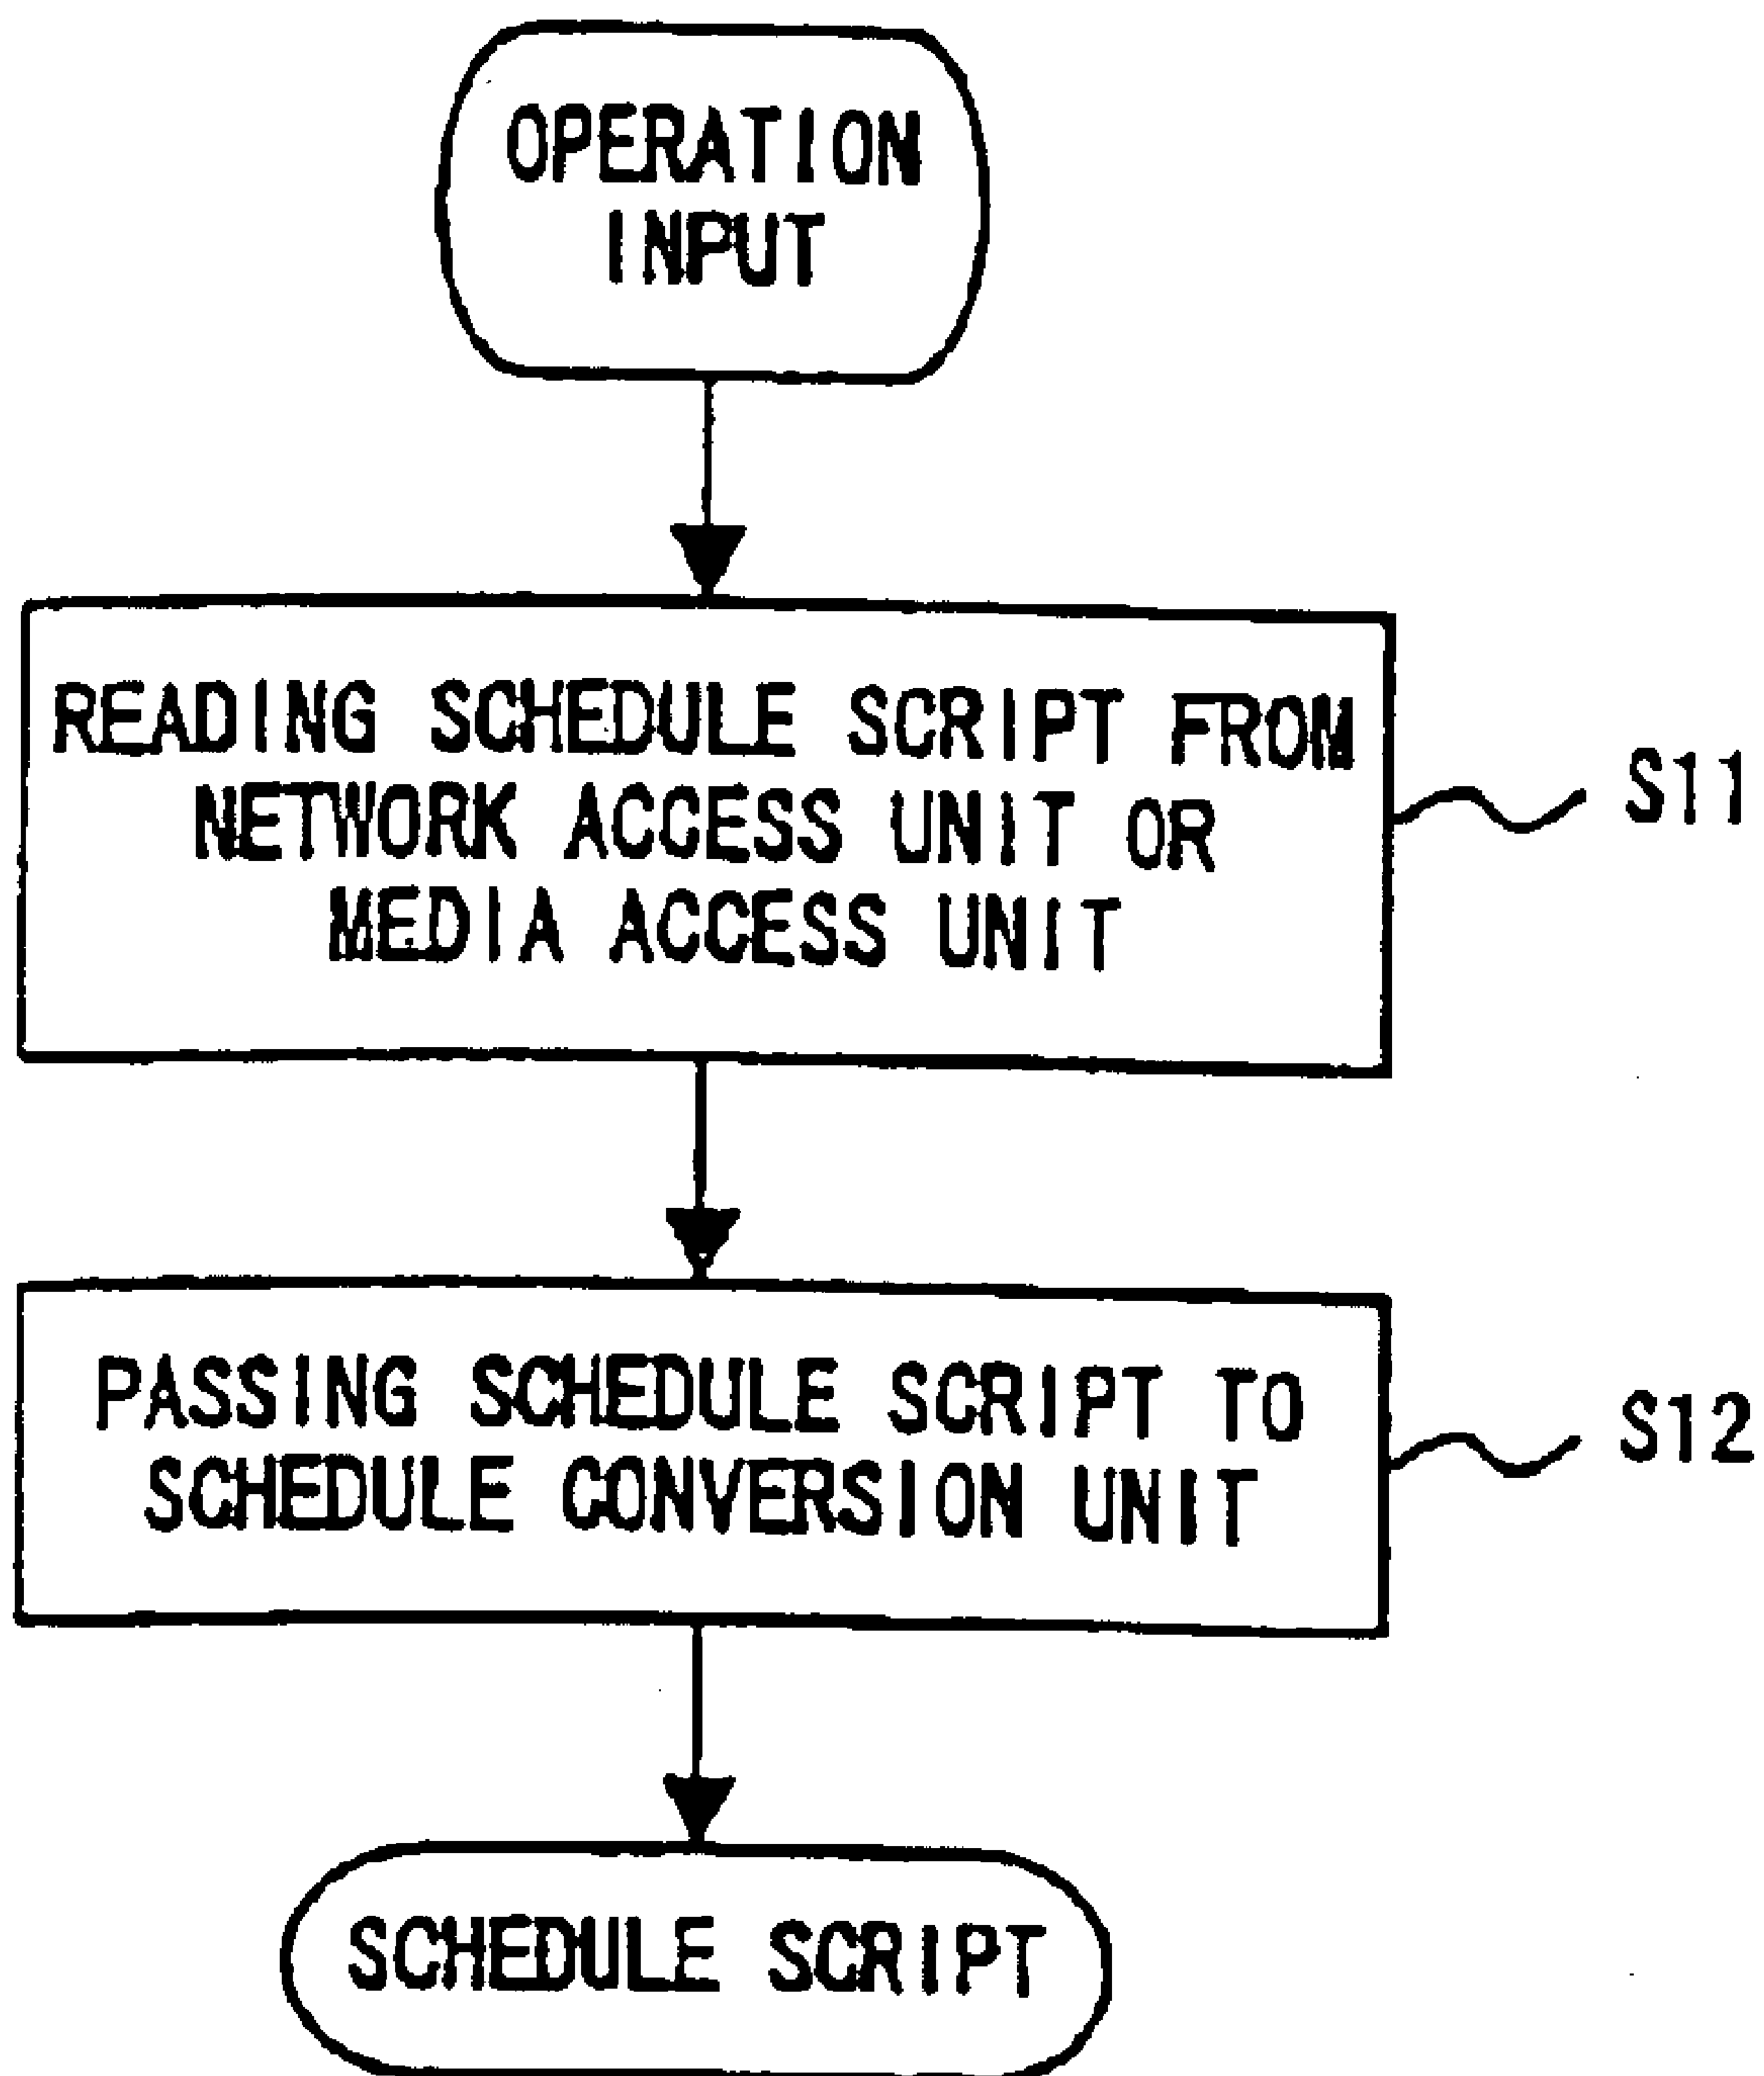 OPERATION
INPUT
READING SCHEDULE SCRIPT FROM
NETWORK ACCESS UNIT OR
MEDIA ACCESS UNIT
S11
PASSING SCHEDULE SCRIPT TO
SCHEDULE CONVERSION UNIT
S12
SCHEDULE SCRIPT